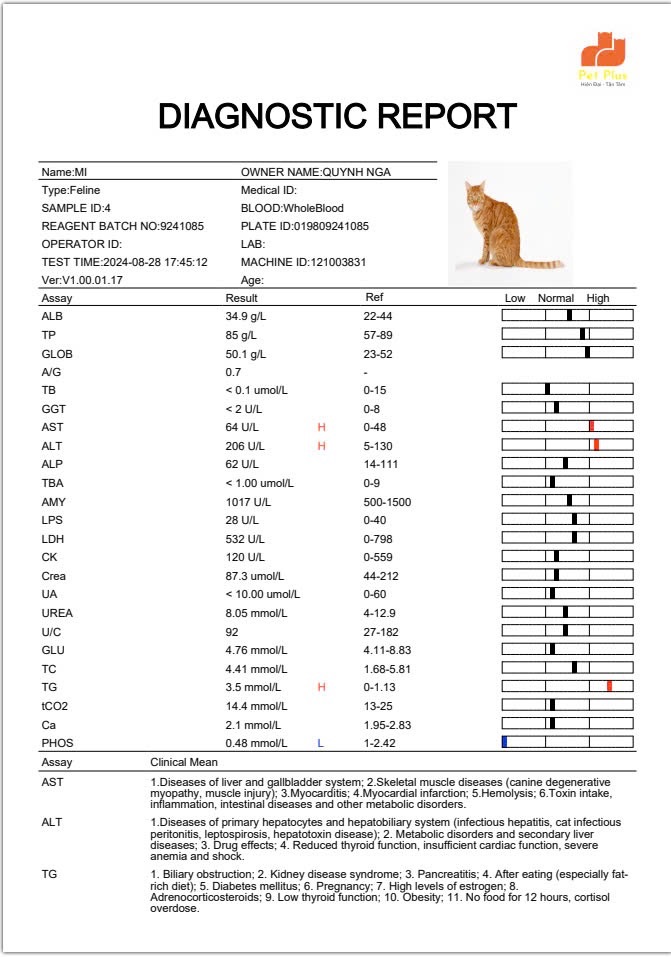 Pet Plus
Hiện Đại - Tận Tâm
DIAGNOSTIC REPORT
Name:MI OWNER NAME:QUYNH NGA
Type:Feline Medical ID:
SAMPLE ID:4 BLOOD:WholeBlood
REAGENT BATCH NO:9241085 PLATE ID:019809241085
OPERATOR ID: LAB:
TEST TIME:2024-08-28 17:45:12 MACHINE ID:121003831
Ver:V1.00.01.17 Age:
Assay Result Ref Low Normal High
ALB 34.9 g/L 22-44
TP 85 g/L 57-89
GLOB 50.1 g/L 23-52
A/G 0.7 -
TB < 0.1 umol/L 0-15
GGT < 2 U/L 0-8
AST 64 U/L H 0-48
ALT 206 U/L H 5-130
ALP 62 U/L 14-111
TBA < 1.00 umol/L 0-9
AMY 1017 U/L 500-1500
LPS 28 U/L 0-40
LDH 532 U/L 0-798
CK 120 U/L 0-559
Crea 87.3 umol/L 44-212
UA < 10.00 umol/L 0-60
UREA 8.05 mmol/L 4-12.9
U/C 92 27-182
GLU 4.76 mmol/L 4.11-8.83
TC 4.41 mmol/L 1.68-5.81
TG 3.5 mmol/L H 0-1.13
tCO2 14.4 mmol/L 13-25
Ca 2.1 mmol/L 1.95-2.83
PHOS 0.48 mmol/L L 1-2.42
Assay Clinical Mean
AST 1.Diseases of liver and gallbladder system; 2.Skeletal muscle diseases (canine degenerative
myopathy, muscle injury); 3.Myocarditis; 4.Myocardial infarction; 5.Hemolysis; 6.Toxin intake,
inflammation, intestinal diseases and other metabolic disorders.
ALT 1.Diseases of primary hepatocytes and hepatobiliary system (infectious hepatitis, cat infectious
peritonitis, leptospirosis, hepatotoxin disease); 2. Metabolic disorders and secondary liver
diseases; 3. Drug effects; 4. Reduced thyroid function, insufficient cardiac function, severe
anemia and shock.
TG 1. Biliary obstruction; 2. Kidney disease syndrome; 3. Pancreatitis; 4. After eating (especially fat-
rich diet); 5. Diabetes mellitus; 6. Pregnancy; 7. High levels of estrogen; 8.
Adrenocorticosteroids; 9. Low thyroid function; 10. Obesity; 11. No food for 12 hours, cortisol
overdose.